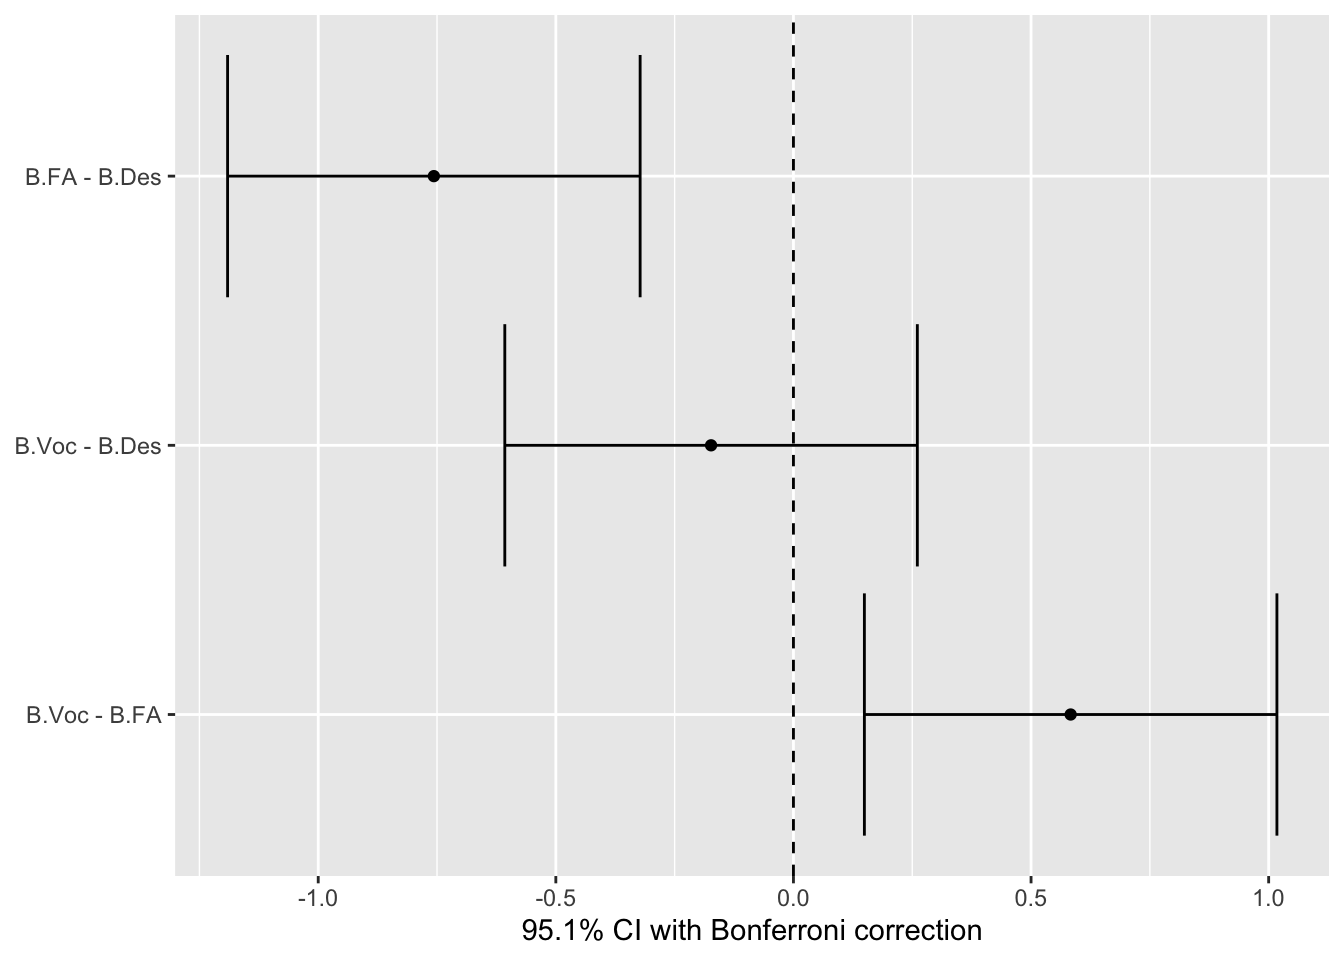 B.FA - B.Des
B.Voc - B.Des
B.Voc - B.FA
-1.0 -0.5 0.0 0.5 1.0
95.1% CI with Bonferroni correction